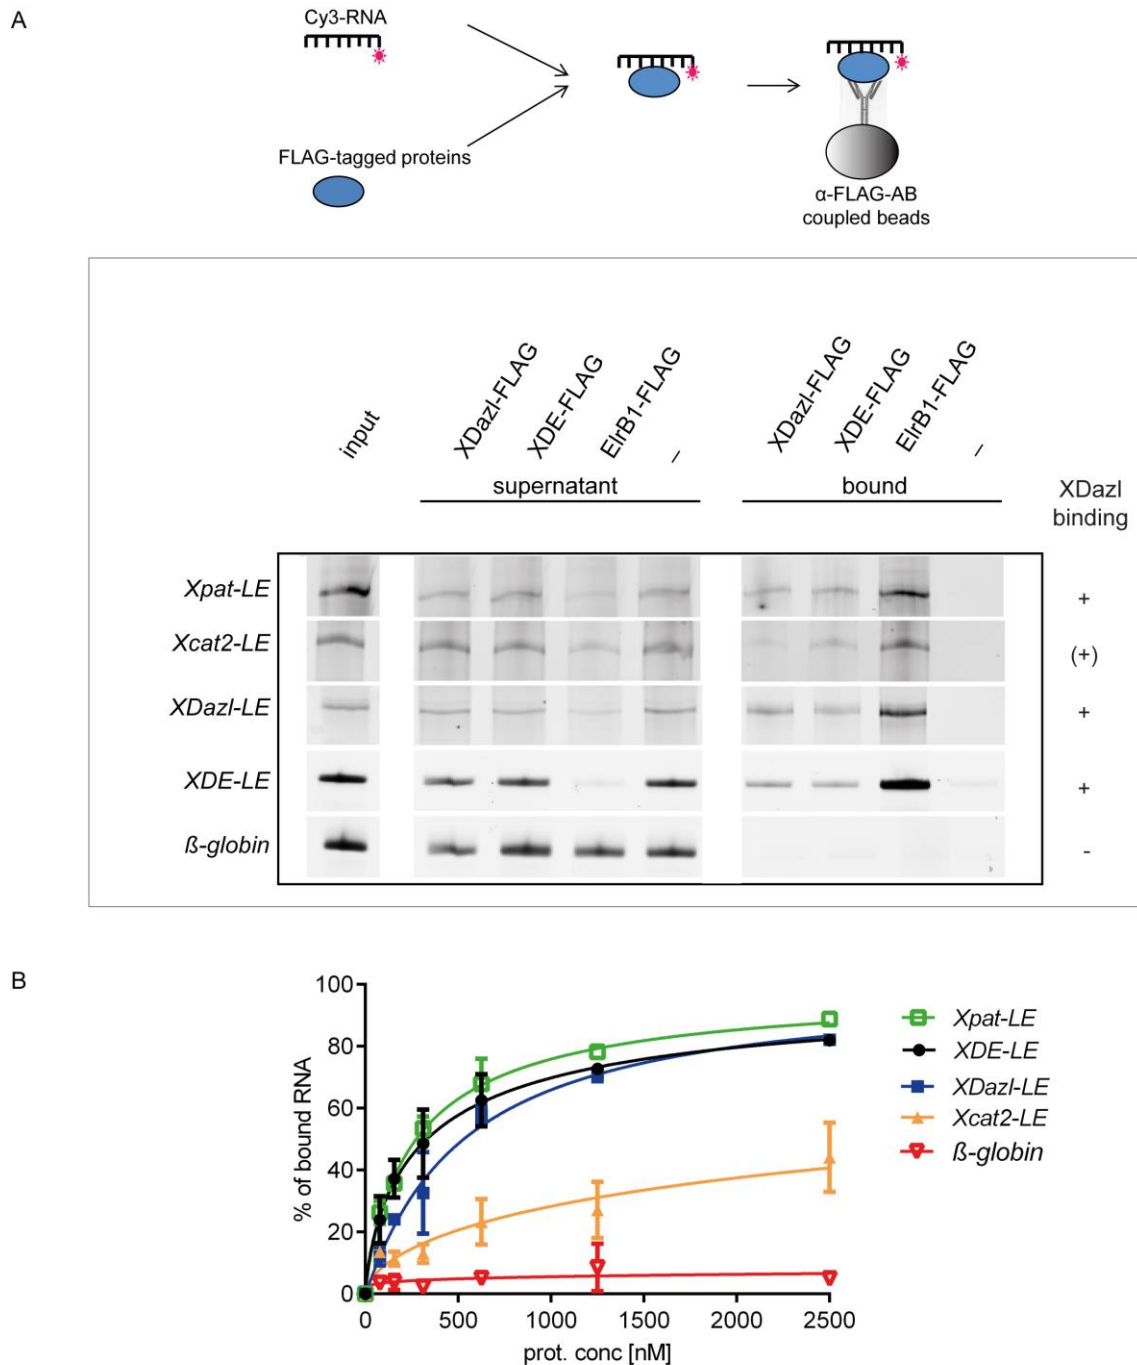 A
Cy3-RNA
FLAG-tagged proteins
α-FLAG-AB
coupled beads
input
XDazl-FLAG
XDE-FLAG
ElrB1-FLAG
–
XDazl-FLAG
XDE-FLAG
ElrB1-FLAG
–
supernatant
bound
XDazl
binding
Xpat-LE
+
Xcat2-LE
(+)
XDazl-LE
+
XDE-LE
+
ß-globin
-
B
% of bound RNA
100
80
60
40
20
0
0 500 1000 1500 2000 2500
prot. conc [nM]
Xpat-LE
XDE-LE
XDazl-LE
Xcat2-LE
ß-globin